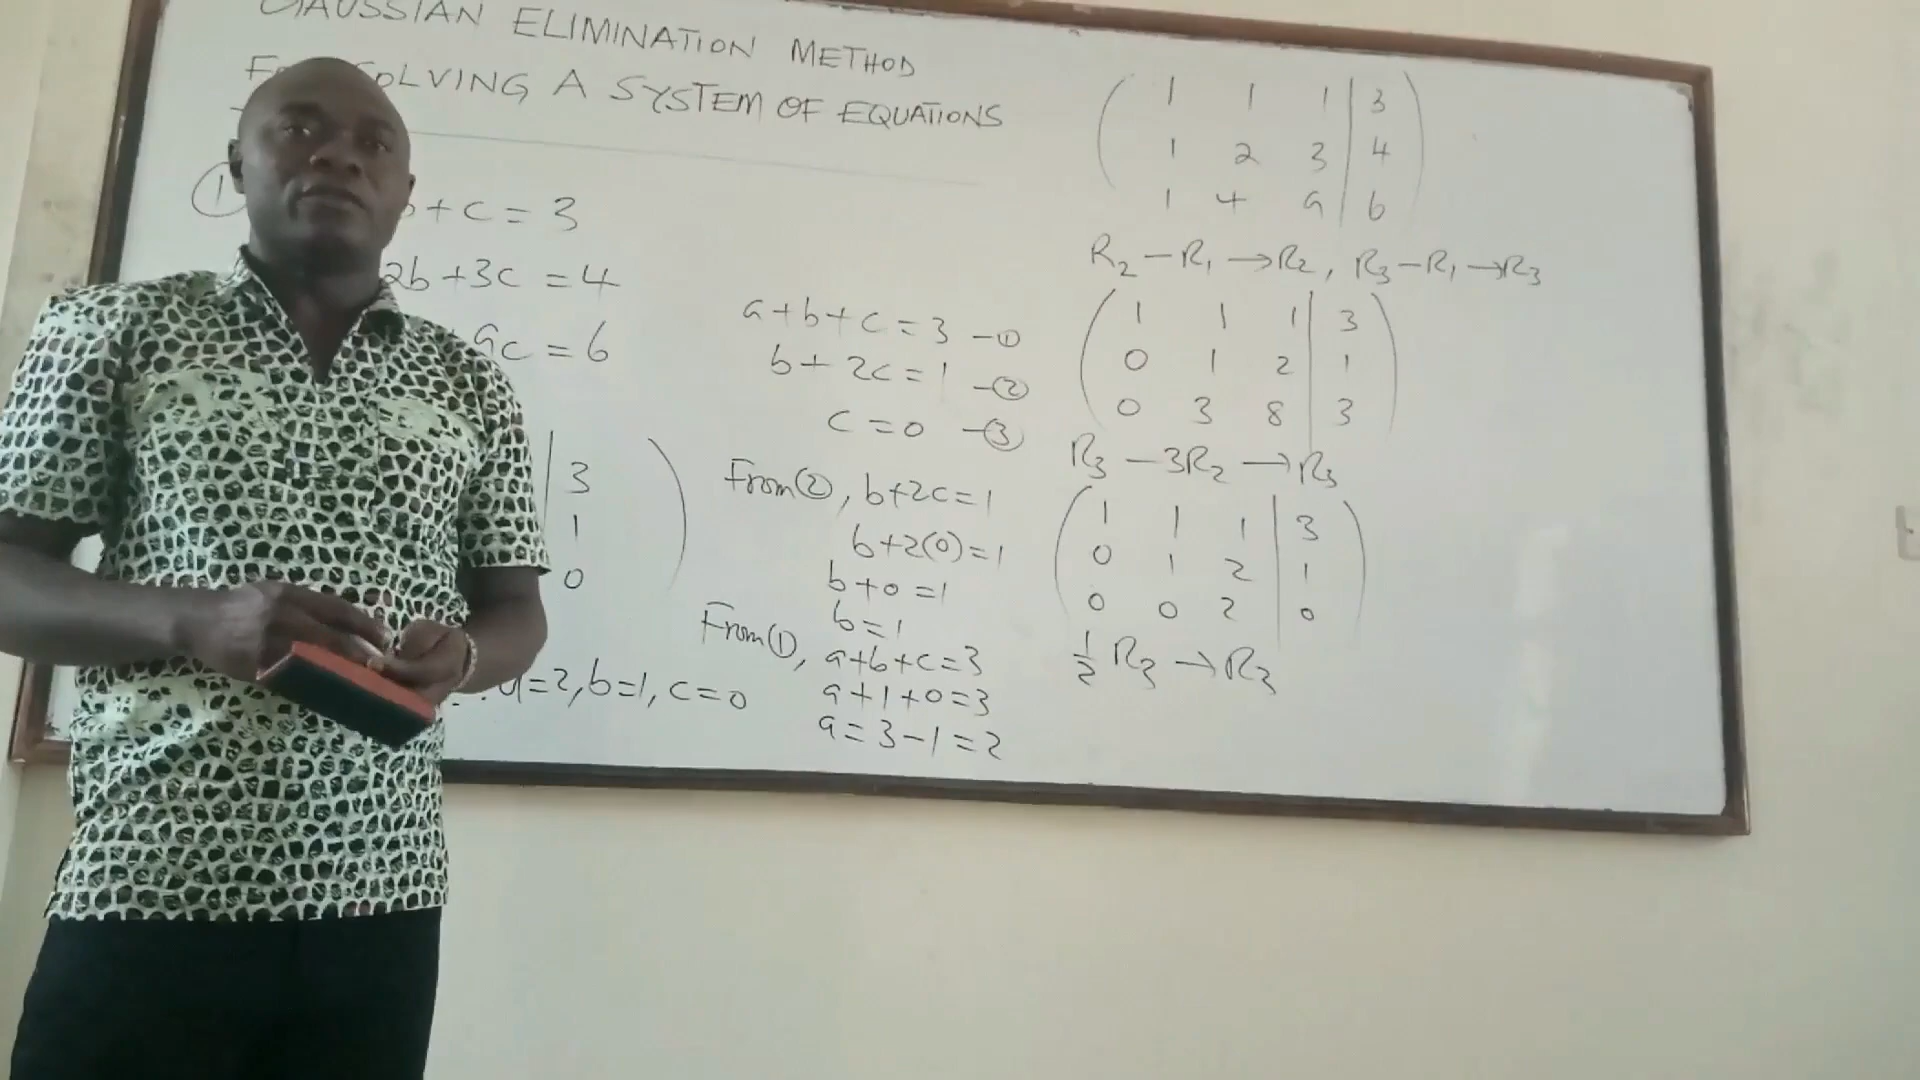 GAUSSIAN ELIMINATION METHOD
SOLVING A SYSTEM OF EQUATIONS
①
+ c = 3
2b + 3c = 4
9c = 6
3
1
0
a=2, b=1, c=0
a+b+c=3 -①
b+2c=1 -②
c=0 -③
From②, b+2c=1
b+2(0)=1
b+0=1
b=1
From①, a+b+c=3
a+1+0=3
a=3-1=2
1 1 1 | 3
1 2 3 | 4
1 4 9 | 6
R₂-R₁→R₂, R₃-R₁→R₃
1 1 1 | 3
0 1 2 | 1
0 3 8 | 3
R₃-3R₂→R₃
1 1 1 | 3
0 1 2 | 1
0 0 2 | 0
½R₃→R₃